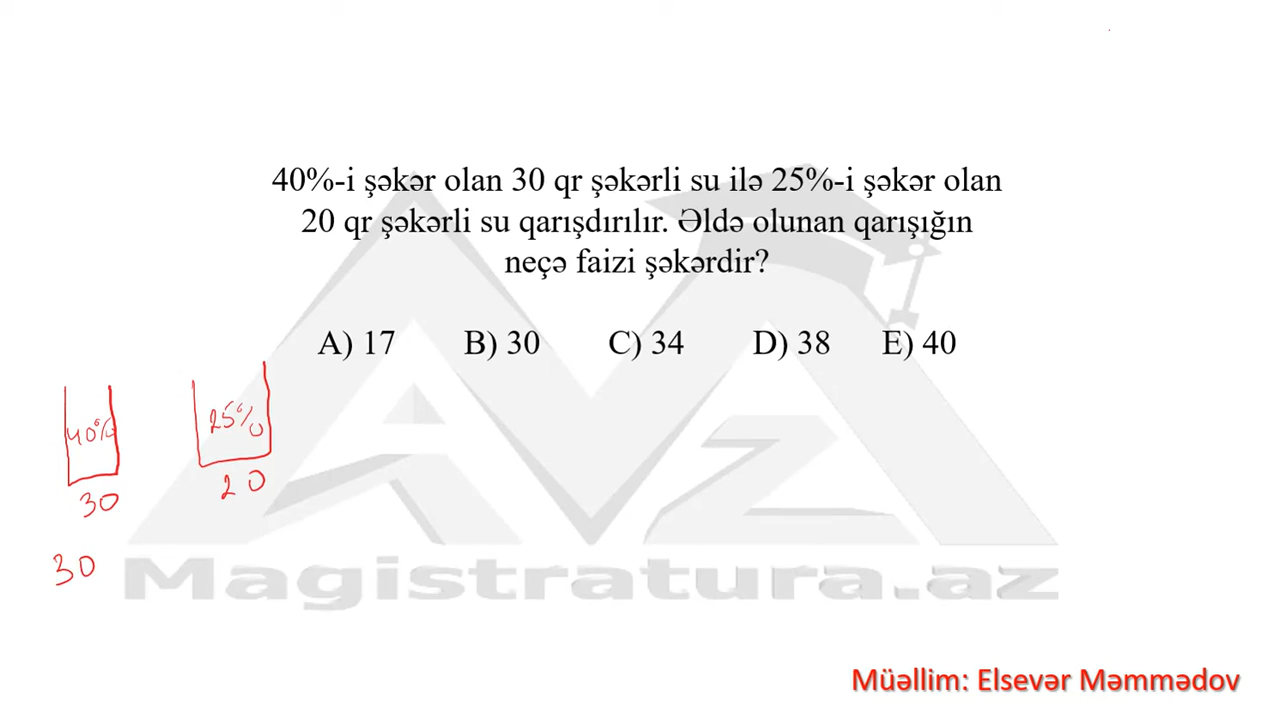 40%-i şəkər olan 30 qr şəkərli su ilə 25%-i şəkər olan
20 qr şəkərli su qarışdırılır. Əldə olunan qarışığın
neçə faizi şəkərdir?
A) 17 B) 30 C) 34 D) 38 E) 40
40% 25%
30 20
30
Magistratura.az
Müəllim: Elsevər Məmmədov